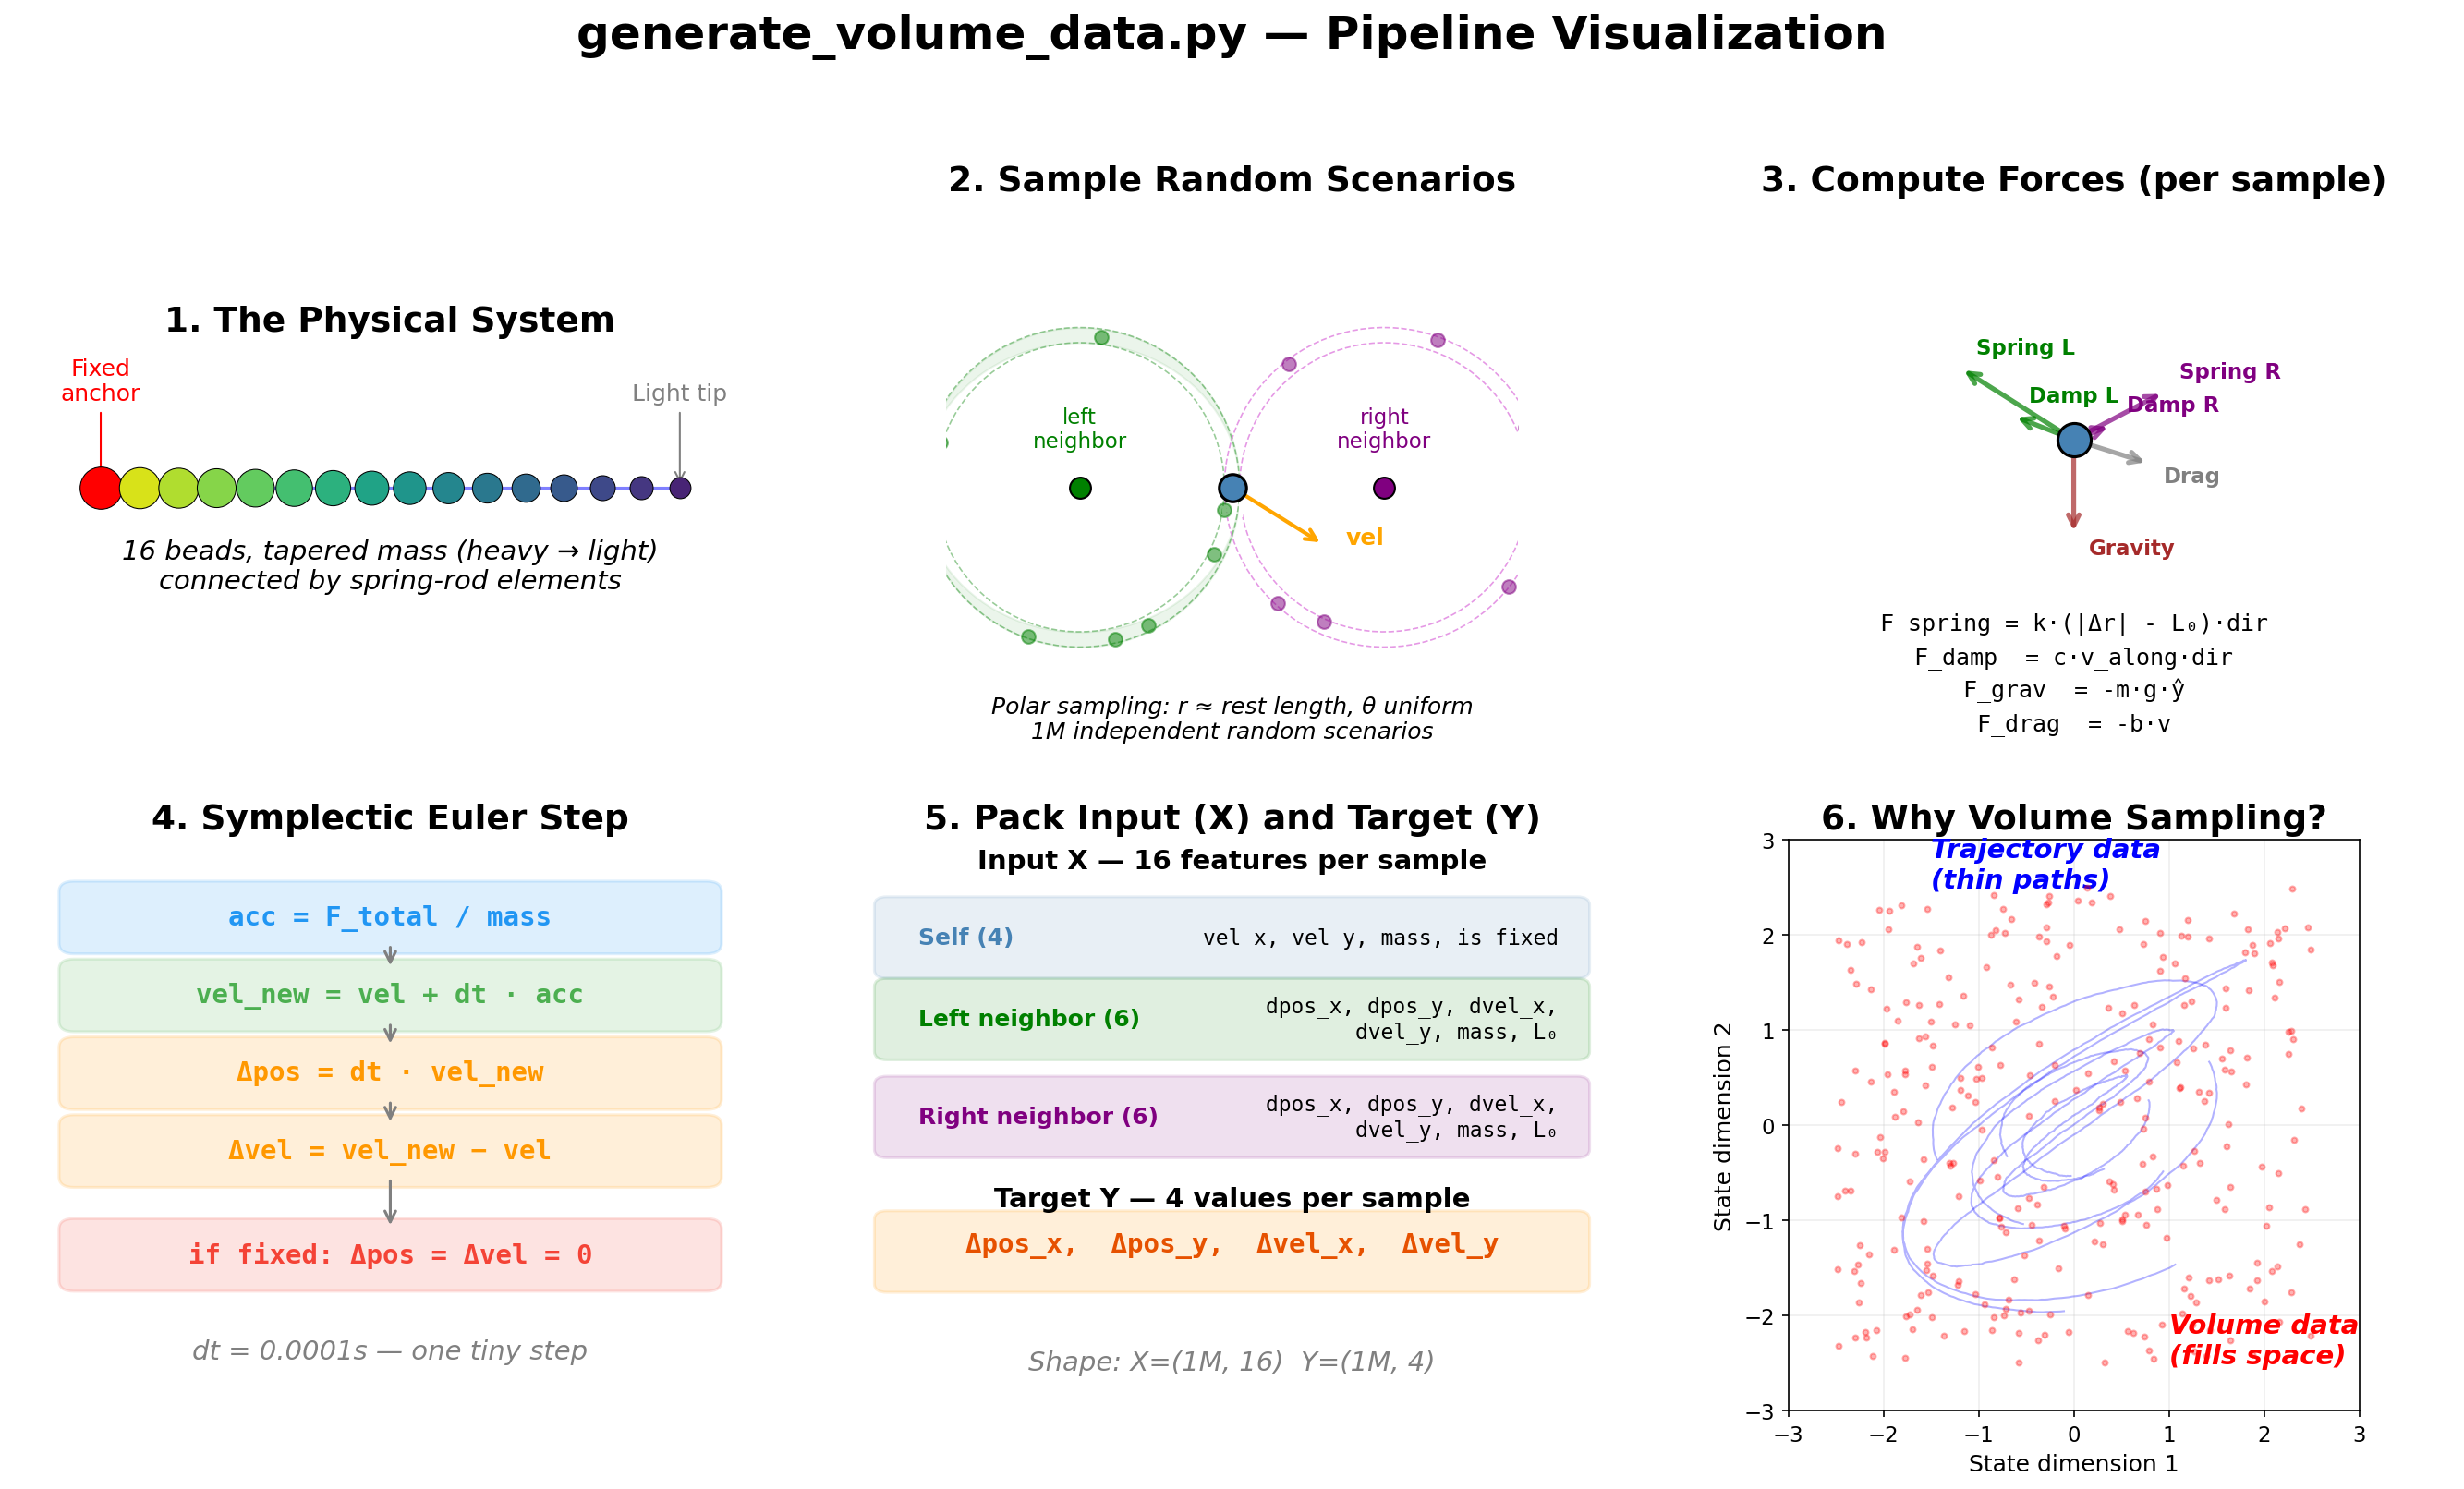 generate_volume_data.py — Pipeline Visualization
1. The Physical System
Fixed
anchor
Light tip
16 beads, tapered mass (heavy → light)
connected by spring-rod elements
2. Sample Random Scenarios
left
neighbor
right
neighbor
vel
Polar sampling: r ≈ rest length, θ uniform
1M independent random scenarios
3. Compute Forces (per sample)
Spring L
Spring R
Damp L
Damp R
Drag
Gravity
F_spring = k·(|Δr| - L₀)·dir
F_damp  = c·v_along·dir
F_grav  = -m·g·ŷ
F_drag  = -b·v
4. Symplectic Euler Step
acc = F_total / mass
vel_new = vel + dt · acc
Δpos = dt · vel_new
Δvel = vel_new − vel
if fixed: Δpos = Δvel = 0
dt = 0.0001s — one tiny step
5. Pack Input (X) and Target (Y)
Input X — 16 features per sample
Self (4) vel_x, vel_y, mass, is_fixed
Left neighbor (6) dpos_x, dpos_y, dvel_x,
dvel_y, mass, L₀
Right neighbor (6) dpos_x, dpos_y, dvel_x,
dvel_y, mass, L₀
Target Y — 4 values per sample
Δpos_x,  Δpos_y,  Δvel_x,  Δvel_y
Shape: X=(1M, 16)  Y=(1M, 4)
6. Why Volume Sampling?
Trajectory data
(thin paths)
Volume data
(fills space)
State dimension 2
3
2
1
0
−1
−2
−3
−3 −2 −1 0 1 2 3
State dimension 1